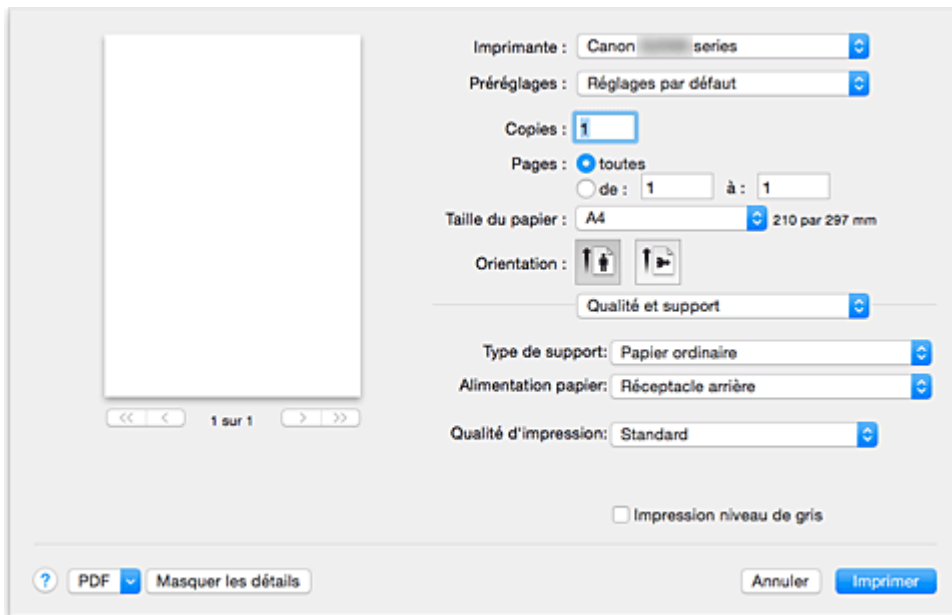 Imprimante : Canon series
Préréglages : Réglages par défaut
Copies : 1
Pages : toutes
de : 1 à : 1
Taille du papier : A4 210 par 297 mm
Orientation :
Qualité et support
Type de support: Papier ordinaire
Alimentation papier: Réceptacle arrière
<< < 1 sur 1 > >>
Qualité d'impression: Standard
Impression niveau de gris
? PDF Masquer les détails Annuler Imprimer